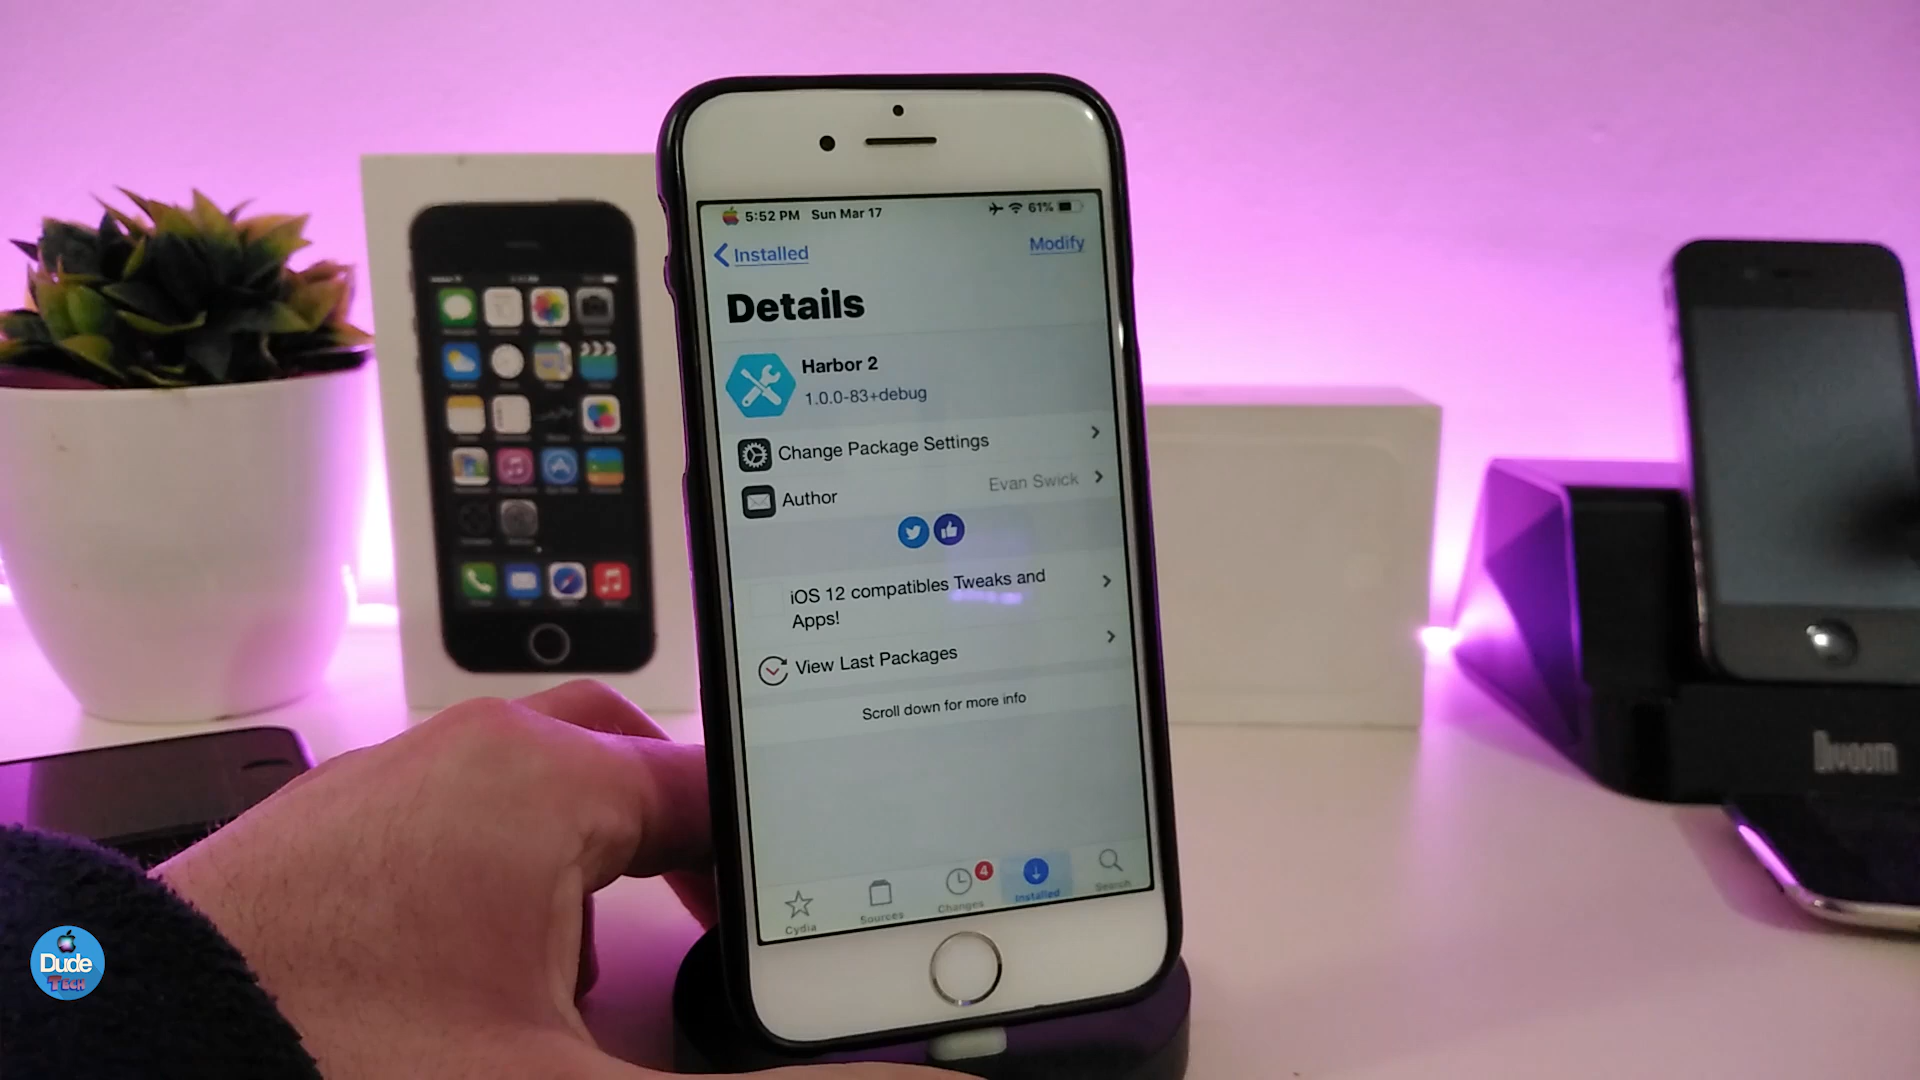 5:52 PM Sun Mar 17 61%
Installed Modify
Details
Harbor 2
1.0.0-83+debug
Change Package Settings
Author Evan Swick
iOS 12 compatibles Tweaks and
Apps!
View Last Packages
Scroll down for more info
4
Cydia Sources Changes Installed Search
Divoom
Dude
TECH